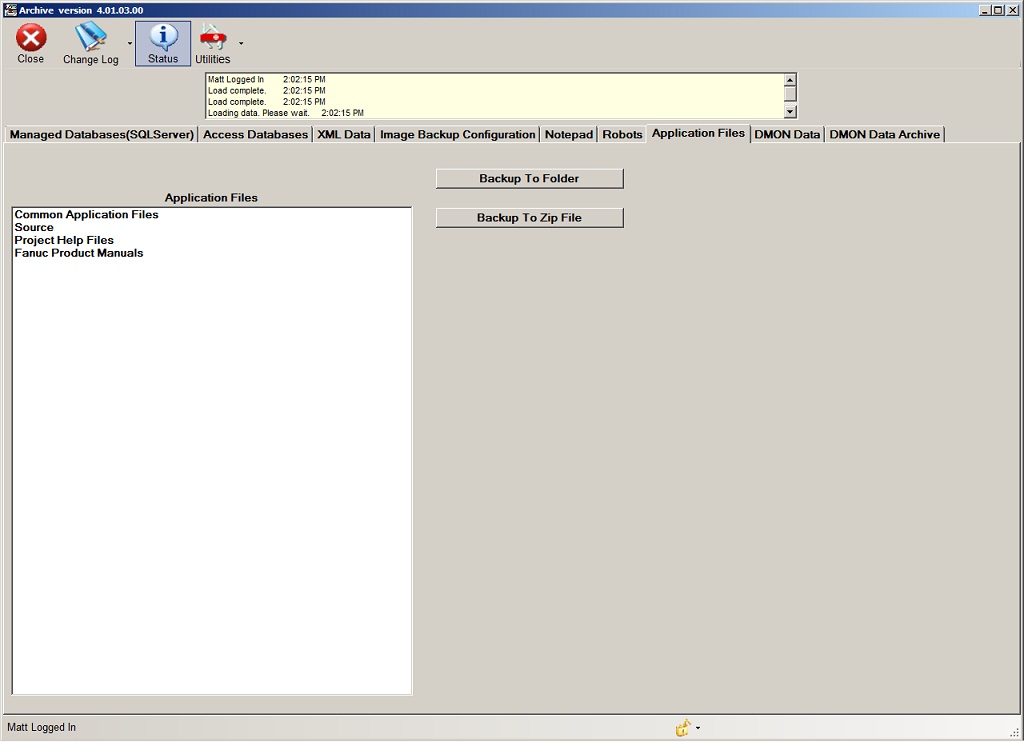 Archive version 4.01.03.00
Close Change Log Status Utilities
Matt Logged In 2:02:15 PM
Load complete. 2:02:15 PM
Load complete. 2:02:15 PM
Loading data. Please wait. 2:02:15 PM
Managed Databases(SQLServer) Access Databases XML Data Image Backup Configuration Notepad Robots Application Files DMON Data DMON Data Archive
Backup To Folder
Application Files
Backup To Zip File
Common Application Files
Source
Project Help Files
Fanuc Product Manuals
Matt Logged In